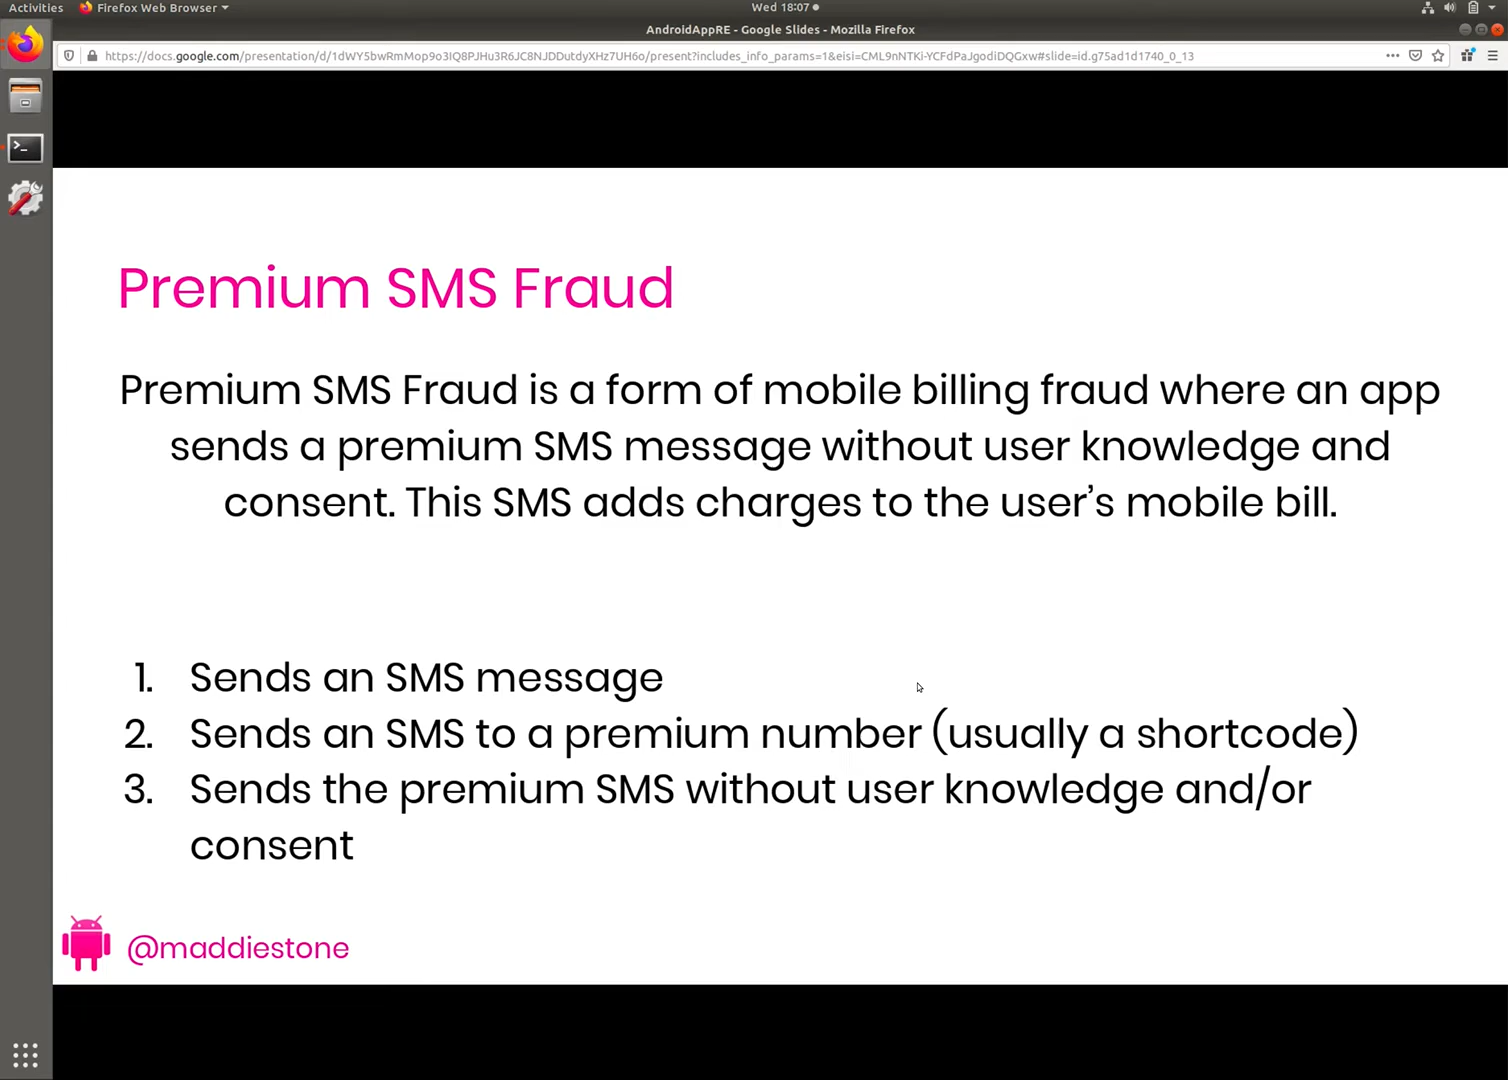 Activities
Firefox Web Browser
Wed 18:07
AndroidAppRE - Google Slides - Mozilla Firefox
https://docs.google.com/presentation/d/1dWY5bwRmMop9o3IQ8PJHu3R6JC8NJDDutdyXHz7UH6o/present?includes_info_params=1&eisi=CML9nNTKi-YCFdPaJgodiDQGxw#slide=id.g75ad1d1740_0_13
Premium SMS Fraud
Premium SMS Fraud is a form of mobile billing fraud where an app
sends a premium SMS message without user knowledge and
consent. This SMS adds charges to the user's mobile bill.
1. Sends an SMS message
2. Sends an SMS to a premium number (usually a shortcode)
3. Sends the premium SMS without user knowledge and/or
consent
@maddiestone